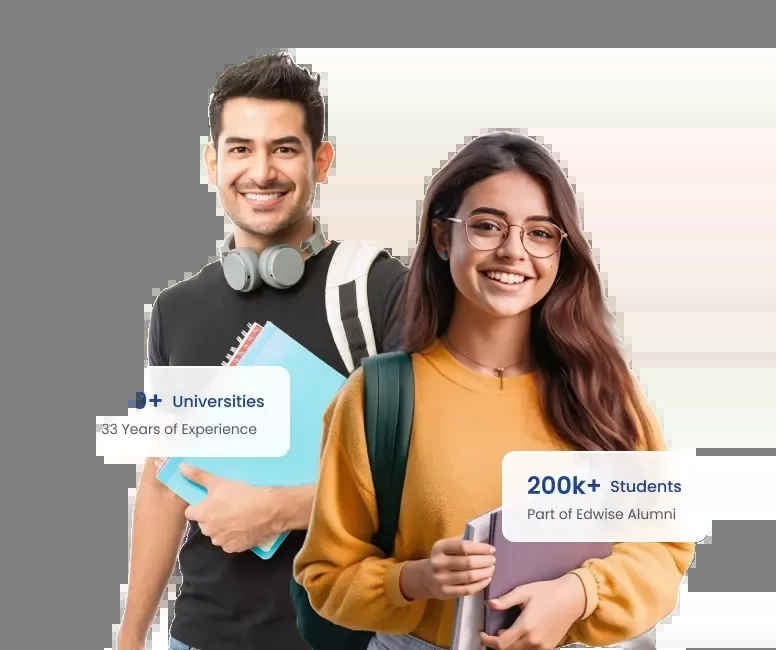 Universities
33 Years of Experience
200k+ Students
Part of Edwise Alumni